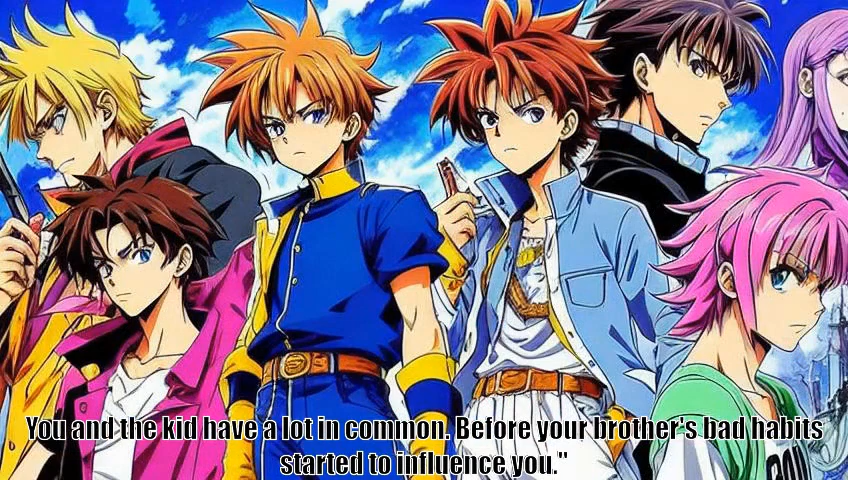 You and the kid have a lot in common. Before your brother's bad habits
started to influence you."